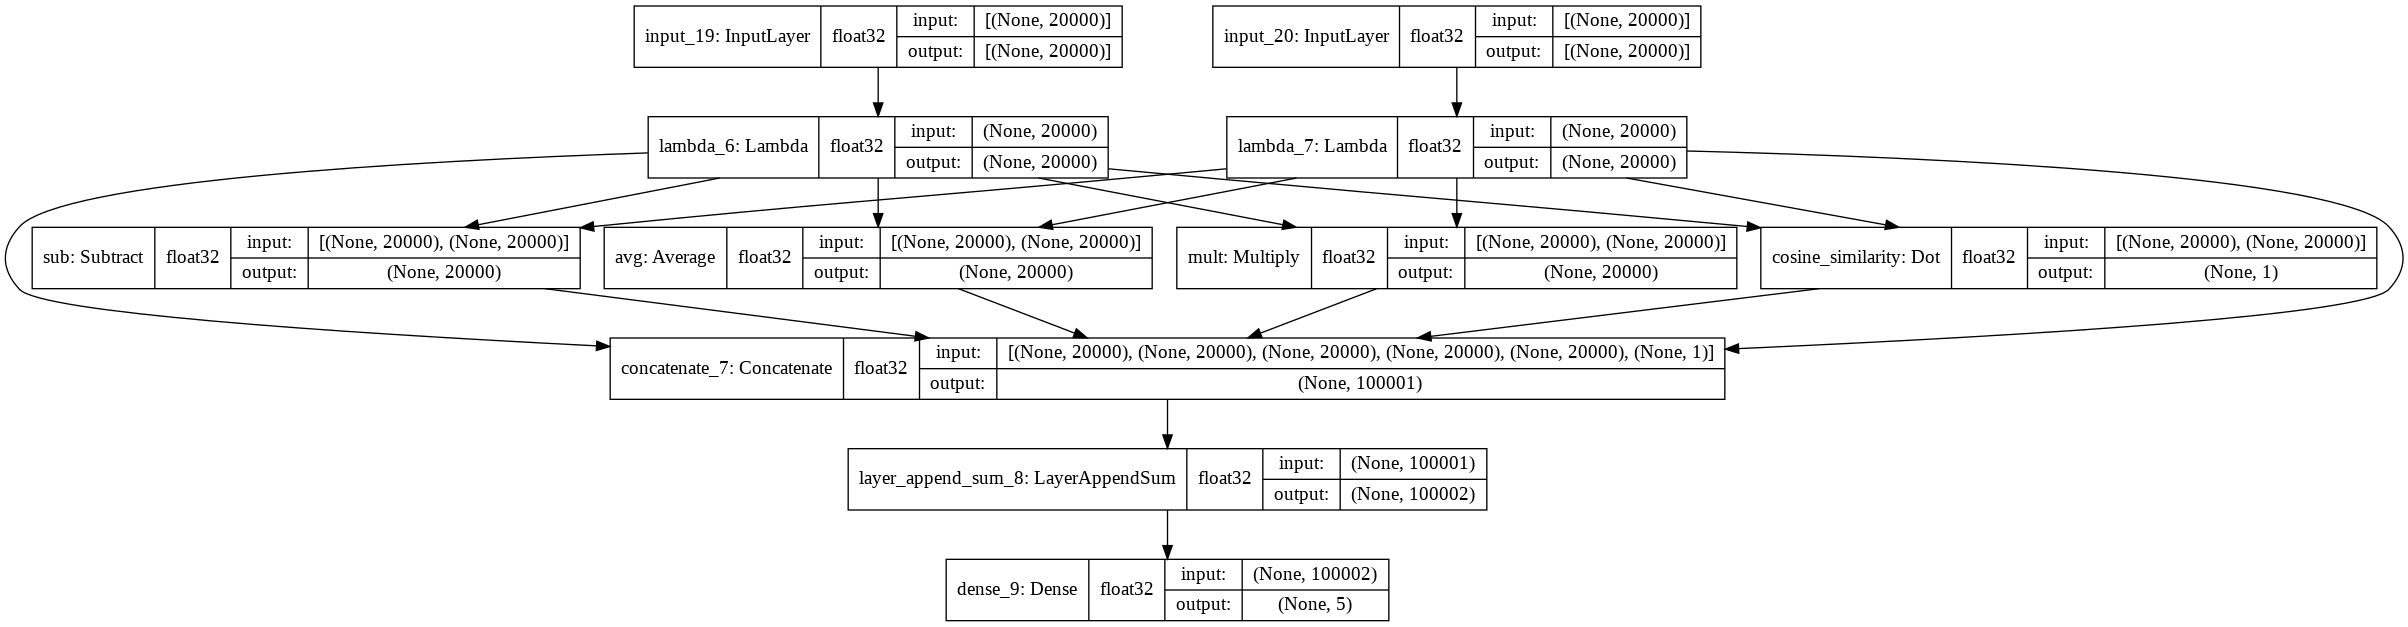 input_19: InputLayer float32 input: [(None, 20000)]
output: [(None, 20000)]
input_20: InputLayer float32 input: [(None, 20000)]
output: [(None, 20000)]
lambda_6: Lambda float32 input: (None, 20000)
output: (None, 20000)
lambda_7: Lambda float32 input: (None, 20000)
output: (None, 20000)
sub: Subtract float32 input: [(None, 20000), (None, 20000)]
output: (None, 20000)
avg: Average float32 input: [(None, 20000), (None, 20000)]
output: (None, 20000)
mult: Multiply float32 input: [(None, 20000), (None, 20000)]
output: (None, 20000)
cosine_similarity: Dot float32 input: [(None, 20000), (None, 20000)]
output: (None, 1)
concatenate_7: Concatenate float32 input: [(None, 20000), (None, 20000), (None, 20000), (None, 20000), (None, 20000), (None, 1)]
output: (None, 100001)
layer_append_sum_8: LayerAppendSum float32 input: (None, 100001)
output: (None, 100002)
dense_9: Dense float32 input: (None, 100002)
output: (None, 5)